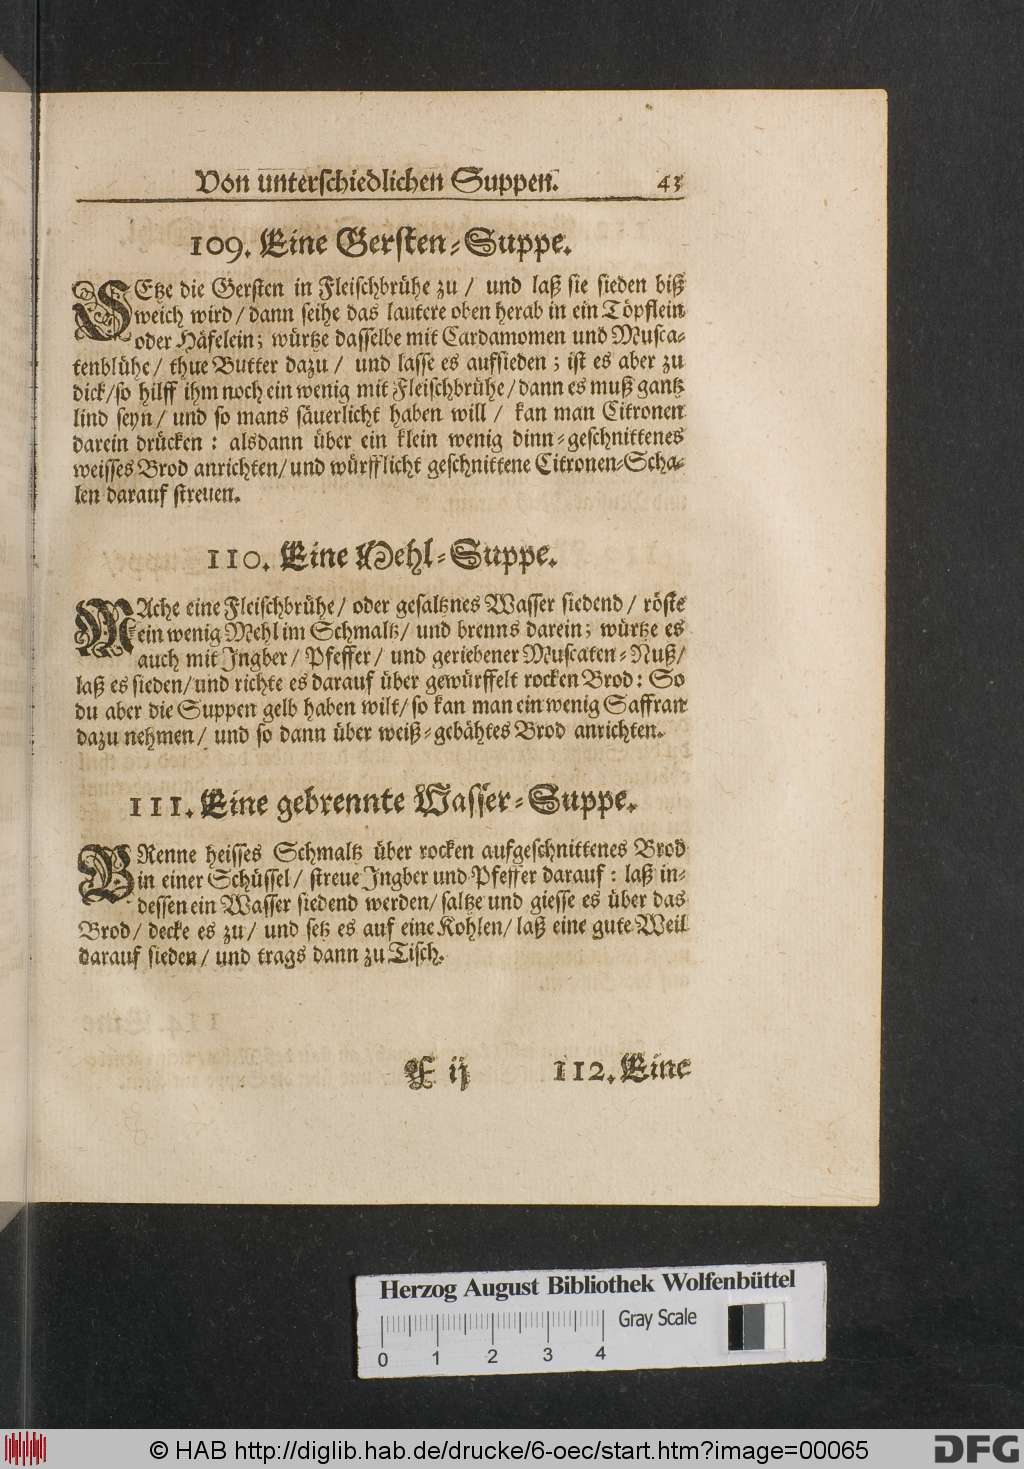 Von unterschiedlichen Suppen. 43
109. Eine Gersten-Suppe.
SEtze die Gersten in Fleischbrühe zu / und laß sie sieden biß
weich wird / dann seihe das lautere oben herab in ein Töpflein
oder Häfelein; würtze dasselbe mit Cardamomen und Musca-
tenblühe / thue Butter dazu / und lasse es aufsieden; ist es aber zu
dick / so hilff ihm noch ein wenig mit Fleischbrühe / dann es muß gantz
lind seyn / und so mans säuerlicht haben will / kan man Citronen
darein drücken: alsdann über ein klein wenig dinn-geschnittenes
weisses Brod anrichten / und würfflicht geschnittene Citronen-Scha-
len darauf streuen.
110. Eine Mehl-Suppe.
MAche eine Fleischbrühe / oder gesaltznes Wasser siedend / röste
ein wenig Mehl im Schmaltz / und brenns darein; würtze es
auch mit Ingber / Pfeffer / und geriebener Muscaten-Nuß /
laß es sieden / und richte es darauf über gewürffelt rocken Brod: So
du aber die Suppen gelb haben wilt / so kan man ein wenig Saffran
dazu nehmen / und so dann über weiß-gebähtes Brod anrichten.
111. Eine gebrennte Wasser-Suppe.
BRenne heisses Schmaltz über rocken aufgeschnittenes Brod
in einer Schüssel / streue Ingber und Pfeffer darauf: laß in-
dessen ein Wasser siedend werden / saltze und giesse es über das
Brod / decke es zu / und setz es auf eine Kohlen / laß eine gute Weil
darauf sieden / und trags dann zu Tisch.
F ij 112. Eine
Herzog August Bibliothek Wolfenbüttel
Gray Scale
0 1 2 3 4
© HAB http://diglib.hab.de/drucke/6-oec/start.htm?image=00065
DFG